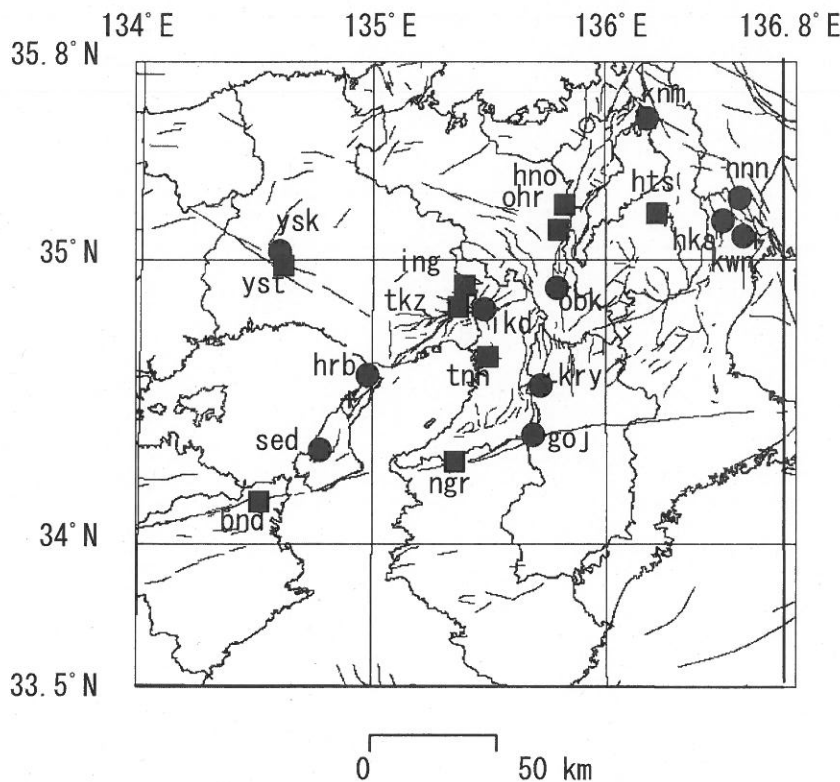 134°E 135°E 136°E 136.8°E
35.8°N
knm
nnn
hno
hts
ohr
ysk
35°N
hks
kwn
ing
yst
tkz
obk
ikd
hrb
tnn
kry
sed
goj
ngr
bnd
34°N
33.5°N
0 50 km